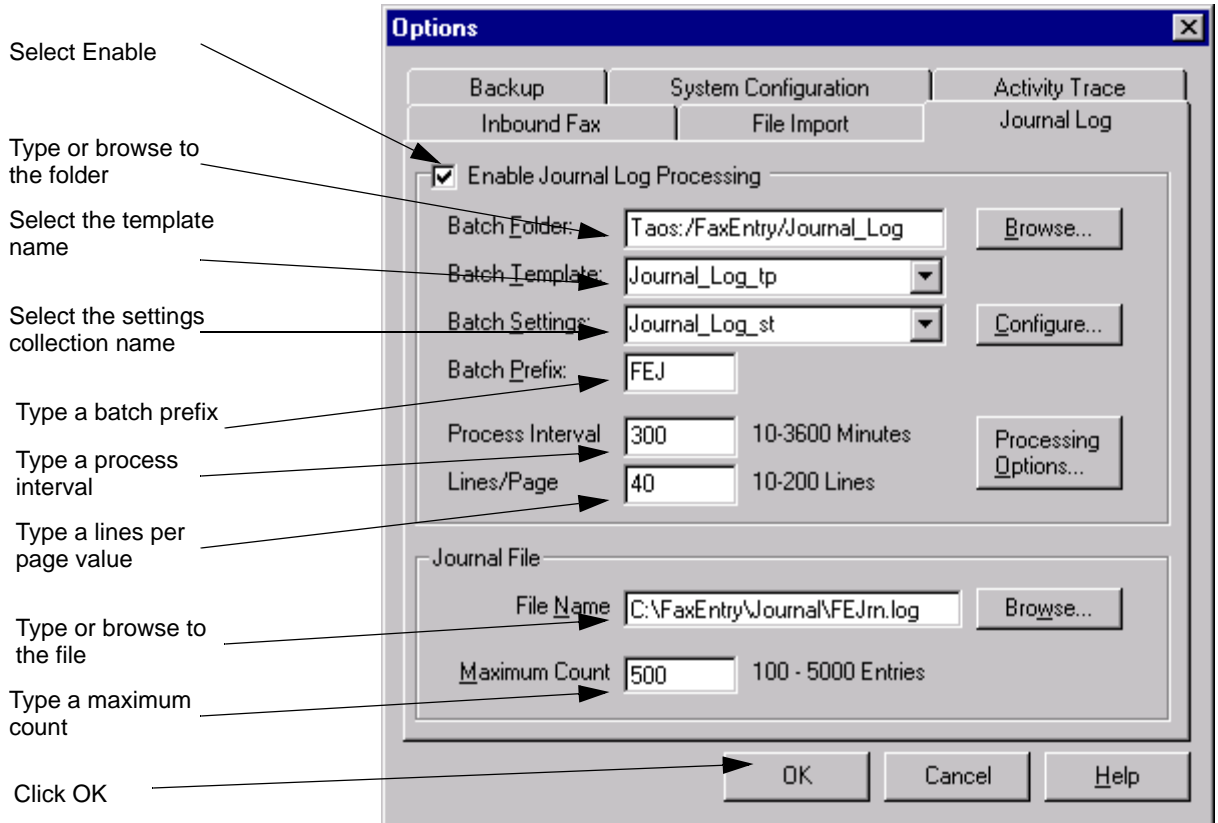 Options
Select Enable
Backup
System Configuration
Activity Trace
Inbound Fax
File Import
Journal Log
Type or browse to
the folder
Enable Journal Log Processing
Select the template
name
Batch Folder:
Taos:/FaxEntry/Journal_Log
Browse...
Batch Template:
Journal_Log_tp
Select the settings
collection name
Batch Settings:
Journal_Log_st
Configure...
Batch Prefix:
FEJ
Type a batch prefix
Process Interval
300
10-3600 Minutes
Processing
Options...
Type a process
interval
Lines/Page
40
10-200 Lines
Type a lines per
page value
Journal File
File Name
C:\FaxEntry\Journal\FEJrn.log
Browse...
Type or browse to
the file
Maximum Count
500
100 - 5000 Entries
Type a maximum
count
Click OK
OK
Cancel
Help